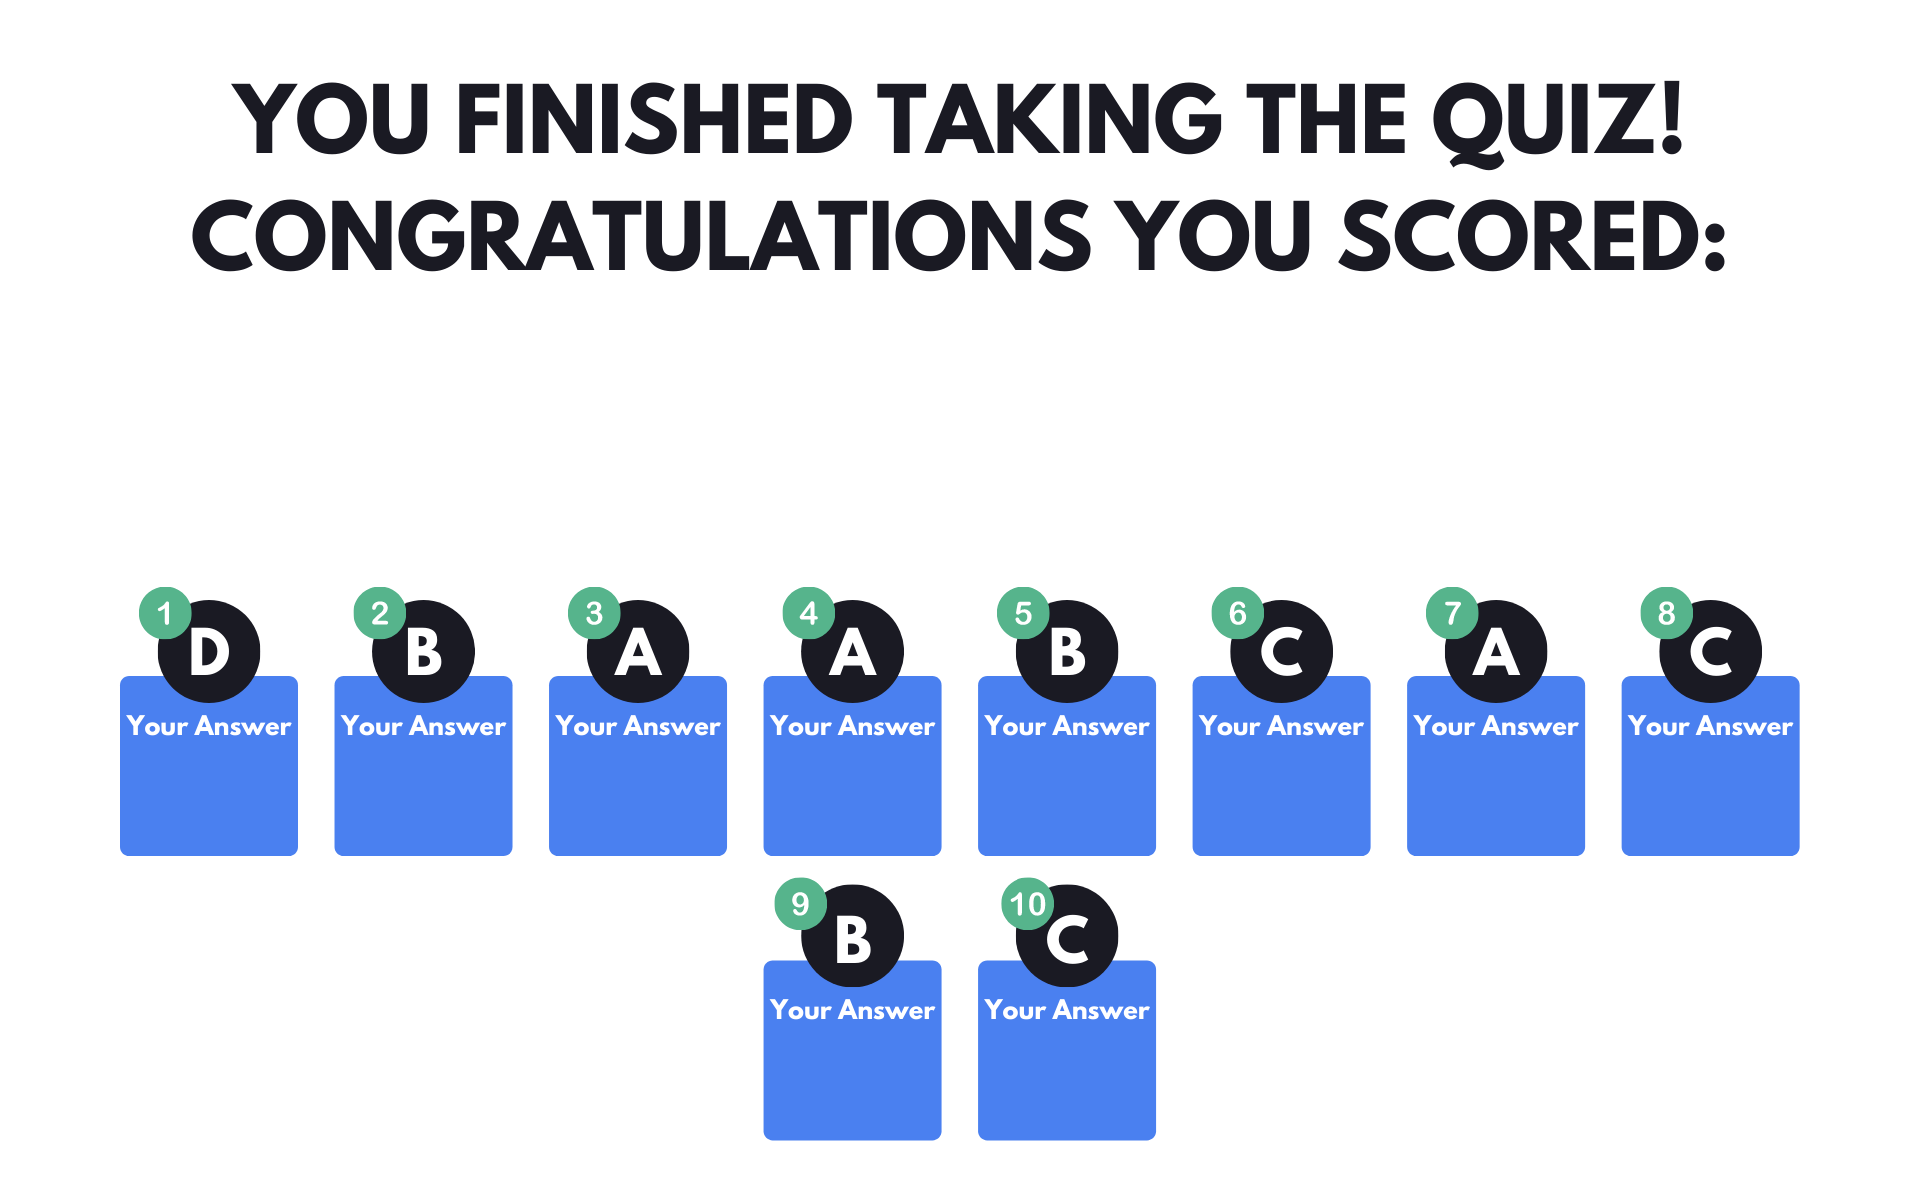 YOU FINISHED TAKING THE QUIZ!
CONGRATULATIONS YOU SCORED:
1 2 3 4 5 6 7 8
D B A A B C A C
Your Answer Your Answer Your Answer Your Answer Your Answer Your Answer Your Answer Your Answer
9 10
B C
Your Answer Your Answer